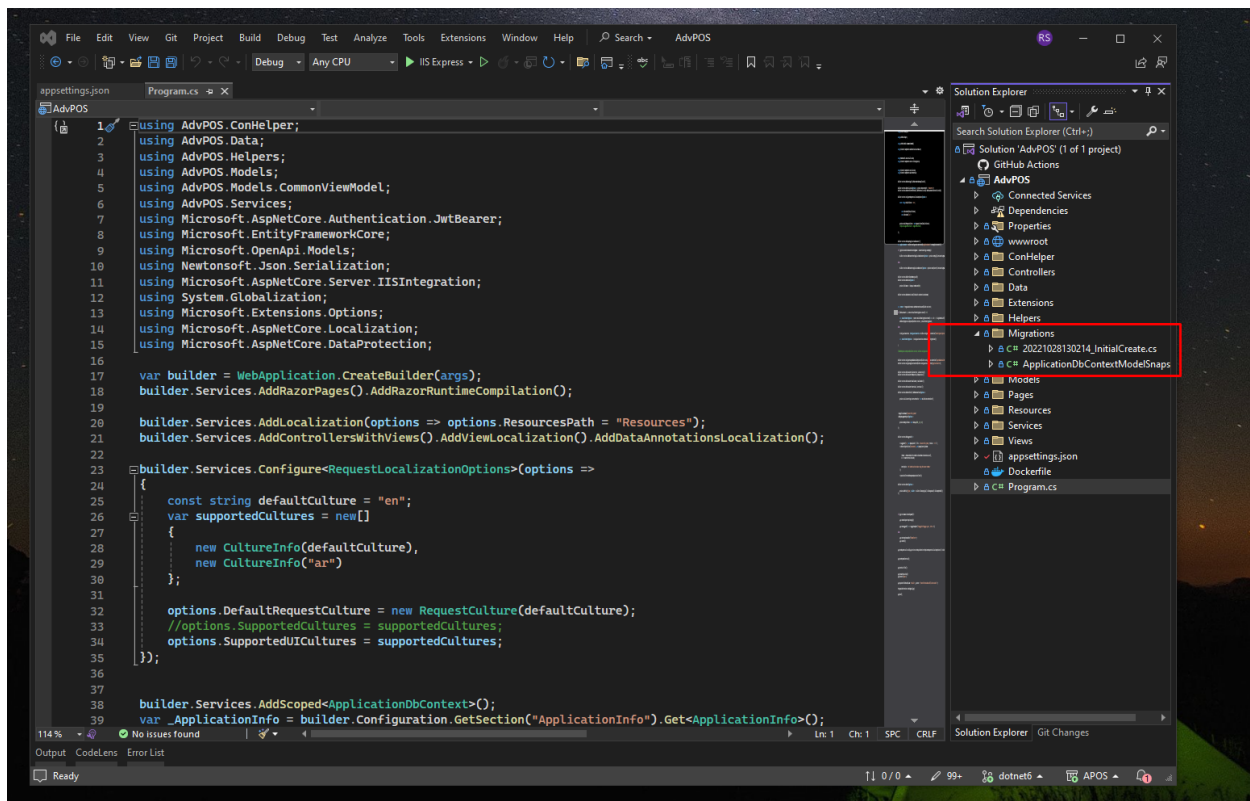 File Edit View Git Project Build Debug Test Analyze Tools Extensions Window Help Search AdvPOS RS
Debug Any CPU IIS Express
appsettings.json Program.cs
AdvPOS
1 using AdvPOS.ConHelper;
2 using AdvPOS.Data;
3 using AdvPOS.Helpers;
4 using AdvPOS.Models;
5 using AdvPOS.Models.CommonViewModel;
6 using AdvPOS.Services;
7 using Microsoft.AspNetCore.Authentication.JwtBearer;
8 using Microsoft.EntityFrameworkCore;
9 using Microsoft.OpenApi.Models;
10 using Newtonsoft.Json.Serialization;
11 using Microsoft.AspNetCore.Server.IISIntegration;
12 using System.Globalization;
13 using Microsoft.Extensions.Options;
14 using Microsoft.AspNetCore.Localization;
15 using Microsoft.AspNetCore.DataProtection;
16
17 var builder = WebApplication.CreateBuilder(args);
18 builder.Services.AddRazorPages().AddRazorRuntimeCompilation();
19
20 builder.Services.AddLocalization(options => options.ResourcesPath = "Resources");
21 builder.Services.AddControllersWithViews().AddViewLocalization().AddDataAnnotationsLocalization();
22
23 builder.Services.Configure<RequestLocalizationOptions>(options =>
24 {
25 const string defaultCulture = "en";
26 var supportedCultures = new[]
27 {
28 new CultureInfo(defaultCulture),
29 new CultureInfo("ar")
30 };
31
32 options.DefaultRequestCulture = new RequestCulture(defaultCulture);
33 //options.SupportedCultures = supportedCultures;
34 options.SupportedUICultures = supportedCultures;
35 });
36
37
38 builder.Services.AddScoped<ApplicationDbContext>();
39 var _ApplicationInfo = builder.Configuration.GetSection("ApplicationInfo").Get<ApplicationInfo>();
114 % No issues found Ln: 1 Ch: 1 SPC CRLF
Solution Explorer
Search Solution Explorer (Ctrl+;)
Solution 'AdvPOS' (1 of 1 project)
GitHub Actions
AdvPOS
Connected Services
Dependencies
Properties
wwwroot
ConHelper
Controllers
Data
Extensions
Helpers
Migrations
C# 20221028130214_InitialCreate.cs
C# ApplicationDbContextModelSnaps
Models
Pages
Resources
Services
Views
appsettings.json
Dockerfile
C# Program.cs
Solution Explorer Git Changes
Output CodeLens Error List
Ready 0 / 0 99+ dotnet6 APOS 1